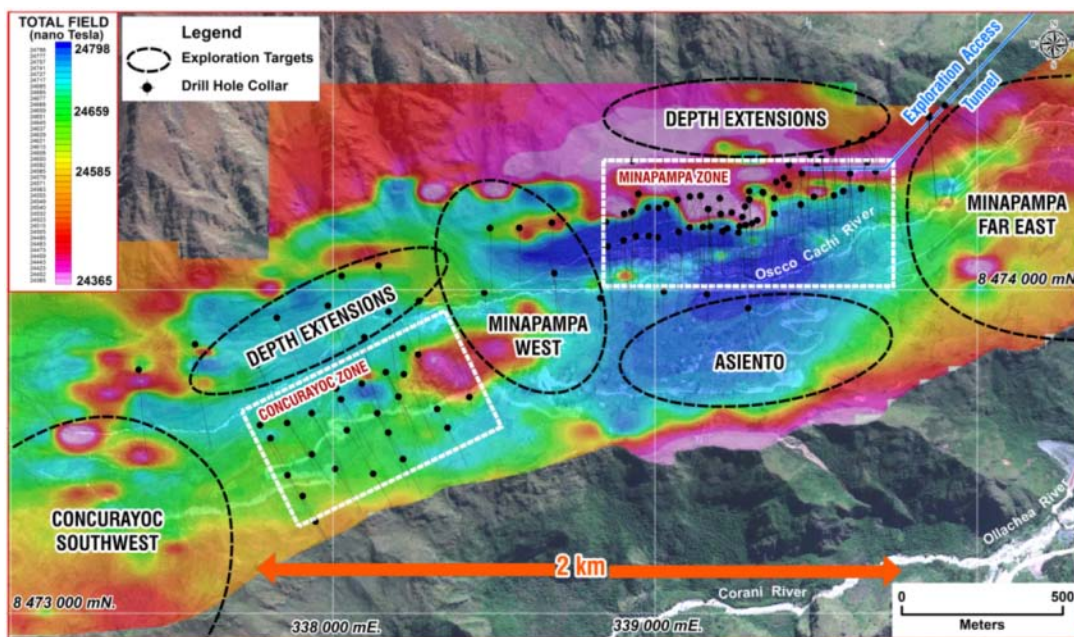 TOTAL FIELD
(nano Tesla)
24798
24659
24585
24365
Legend
Exploration Targets
Drill Hole Collar
Exploration Access
Tunnel
DEPTH EXTENSIONS
MINAPAMPA ZONE
MINAPAMPA
FAR EAST
Oscco Cachi River
8 474 000 mN.
DEPTH EXTENSIONS
MINAPAMPA
WEST
ASIENTO
CONCURAYOC ZONE
CONCURAYOC
SOUTHWEST
2 km
Ollachea River
Corani River
8 473 000 mN.
338 000 mE.
339 000 mE.
0 500
Meters